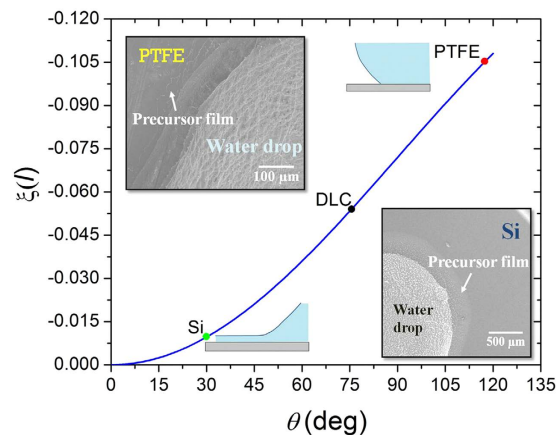 -0.120
-0.105
-0.090
-0.075
-0.060
-0.045
-0.030
-0.015
0.000
ξ(l)
PTFE
Precursor film
Water drop
100 µm
PTFE
DLC
Si
Si
Precursor film
Water
drop
500 µm
0 15 30 45 60 75 90 105 120 135
θ (deg)